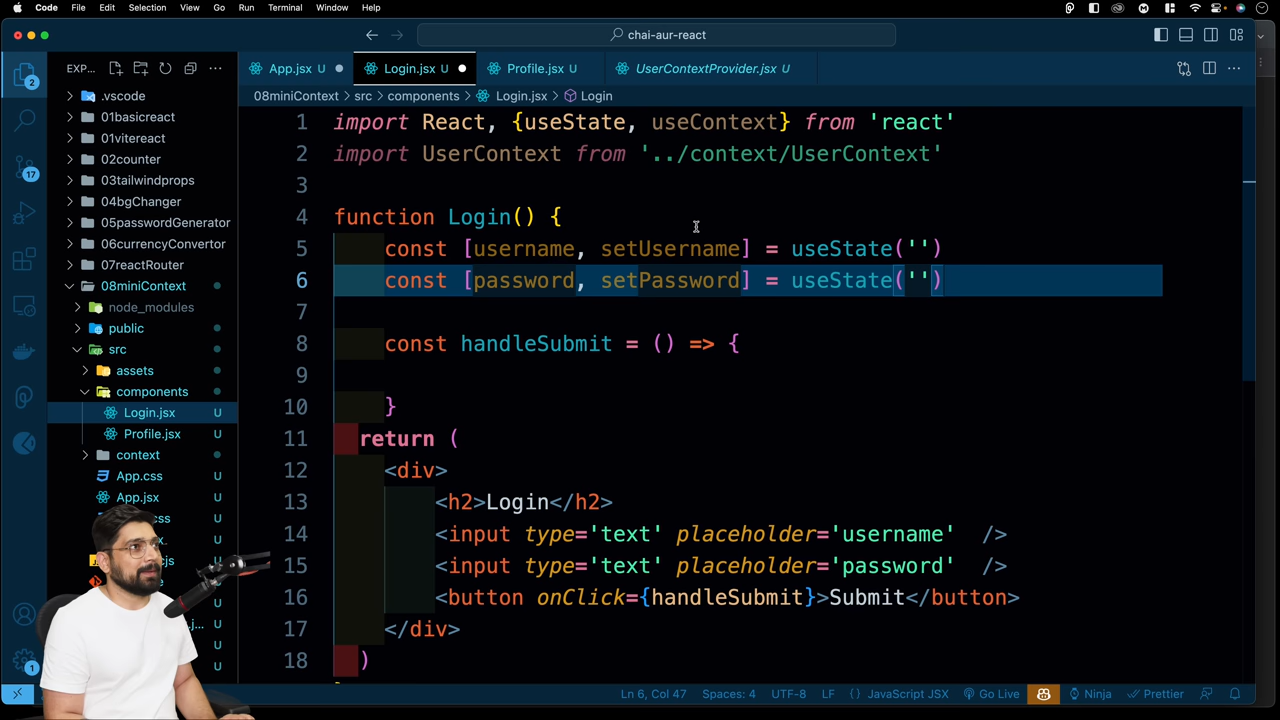 Code File Edit Selection View Go Run Terminal Window Help
chai-aur-react
EXP...
App.jsx U
Login.jsx U
Profile.jsx U
UserContextProvider.jsx U
08miniContext > src > components > Login.jsx > Login
.vscode
01basicreact
01vitereact
02counter
03tailwindprops
04bgChanger
05passwordGenerator
06currencyConvertor
07reactRouter
08miniContext
node_modules
public
src
assets
components
Login.jsx U
Profile.jsx U
context
App.css U
App.jsx U
2
17
1
1 import React, {useState, useContext} from 'react'
2 import UserContext from '../context/UserContext'
3
4 function Login() {
5 const [username, setUsername] = useState('')
6 const [password, setPassword] = useState('')
7
8 const handleSubmit = () => {
9
10 }
11 return (
12 <div>
13 <h2>Login</h2>
14 <input type='text' placeholder='username' />
15 <input type='text' placeholder='password' />
16 <button onClick={handleSubmit}>Submit</button>
17 </div>
18 )
Ln 6, Col 47 Spaces: 4 UTF-8 LF {} JavaScript JSX Go Live Ninja Prettier